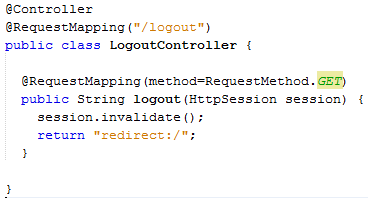 @Controller
@RequestMapping("/logout")
public class LogoutController {
@RequestMapping(method=RequestMethod.GET)
public String logout(HttpSession session) {
session.invalidate();
return "redirect:/";
}
}